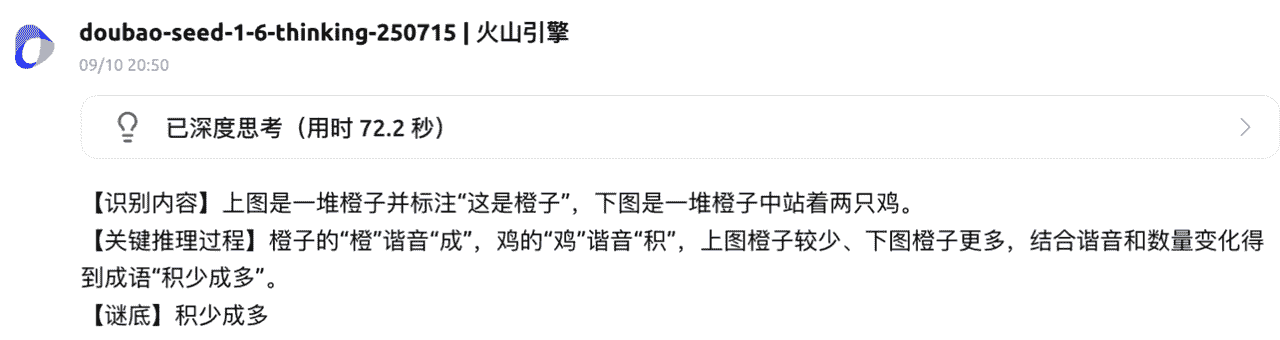 doubao-seed-1-6-thinking-250715 | 火山引擎
09/10 20:50
已深度思考（用时 72.2 秒）
【识别内容】上图是一堆橙子并标注“这是橙子”，下图是一堆橙子中站着两只鸡。
【关键推理过程】橙子的“橙”谐音“成”，鸡的“鸡”谐音“积”，上图橙子较少、下图橙子更多，结合谐音和数量变化得
到成语“积少成多”。
【谜底】积少成多